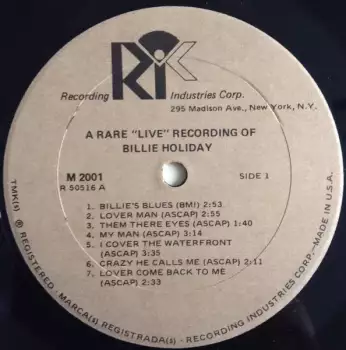 RIC
Recording Industries Corp.
295 Madison Ave., New York, N.Y.
A RARE "LIVE" RECORDING OF
BILLIE HOLIDAY
M 2001
R 50516 A
SIDE 1
1. BILLIE'S BLUES (BMI) 2:53
2. LOVER MAN (ASCAP) 2:55
3. THEM THERE EYES (ASCAP) 1:40
4. MY MAN (ASCAP) 3:14
5. I COVER THE WATERFRONT
(ASCAP) 3:35
6. CRAZY HE CALLS ME (ASCAP) 2:11
7. LOVER COME BACK TO ME
(ASCAP) 2:33
TMK(s) ® REGISTERED - MARCA(s) REGISTRADA(s) - RECORDING INDUSTRIES CORP.-MADE IN U.S.A.